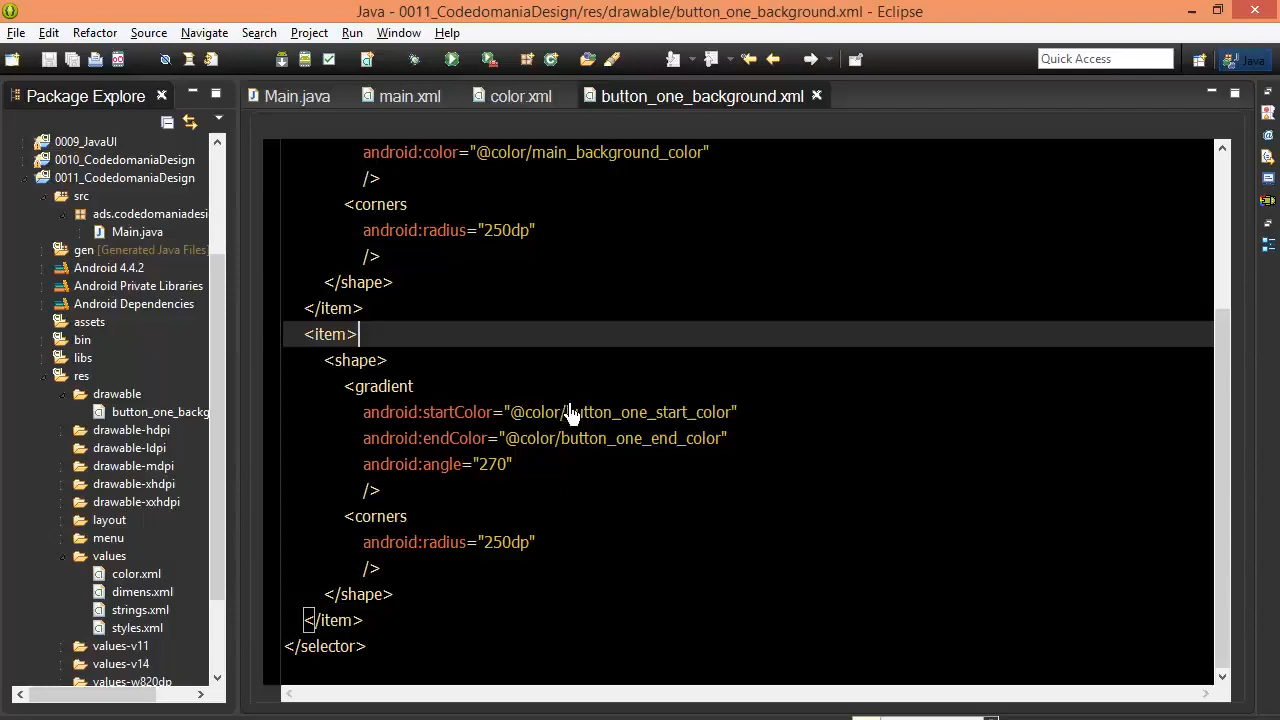 Java - 0011_CodedomaniaDesign/res/drawable/button_one_background.xml - Eclipse
File Edit Refactor Source Navigate Search Project Run Window Help
Quick Access
Java
Package Explore
Main.java main.xml color.xml button_one_background.xml
0009_JavaUI
0010_CodedomaniaDesign
0011_CodedomaniaDesign
src
ads.codedomaniadesi
Main.java
gen [Generated Java Files]
Android 4.4.2
Android Private Libraries
Android Dependencies
assets
bin
libs
res
drawable
button_one_backg
drawable-hdpi
drawable-ldpi
drawable-mdpi
drawable-xhdpi
drawable-xxhdpi
layout
menu
values
color.xml
dimens.xml
strings.xml
styles.xml
values-v11
values-v14
values-w820dp
android:color="@color/main_background_color"
/>
<corners
android:radius="250dp"
/>
</shape>
</item>
<item>
<shape>
<gradient
android:startColor="@color/button_one_start_color"
android:endColor="@color/button_one_end_color"
android:angle="270"
/>
<corners
android:radius="250dp"
/>
</shape>
</item>
</selector>